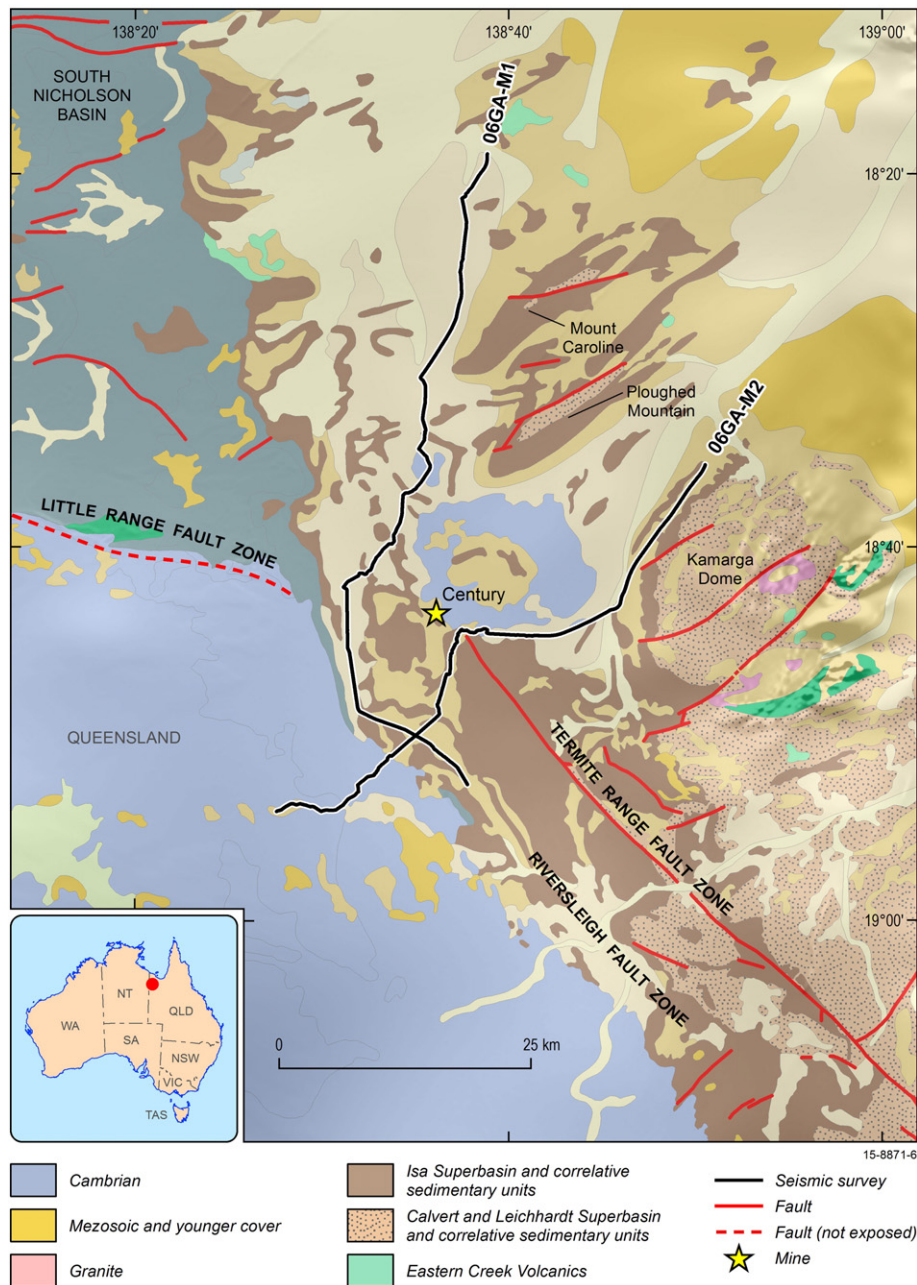 138°20'
138°40'
139°00'
SOUTH
NICHOLSON
BASIN
06GA-M1
18°20'
Mount
Caroline
Ploughed
Mountain
06GA-M2
LITTLE RANGE FAULT ZONE
18°40'
Kamarga
Dome
Century
QUEENSLAND
TERMITE RANGE FAULT ZONE
RIVERSLEIGH FAULT ZONE
19°00'
NT
QLD
WA
SA
NSW
VIC
TAS
0
25 km
138°40'
139°00'
15-8871-6
Cambrian
Mezosoic and younger cover
Granite
Isa Superbasin and correlative
sedimentary units
Calvert and Leichhardt Superbasin
and correlative sedimentary units
Eastern Creek Volcanics
Seismic survey
Fault
Fault (not exposed)
Mine